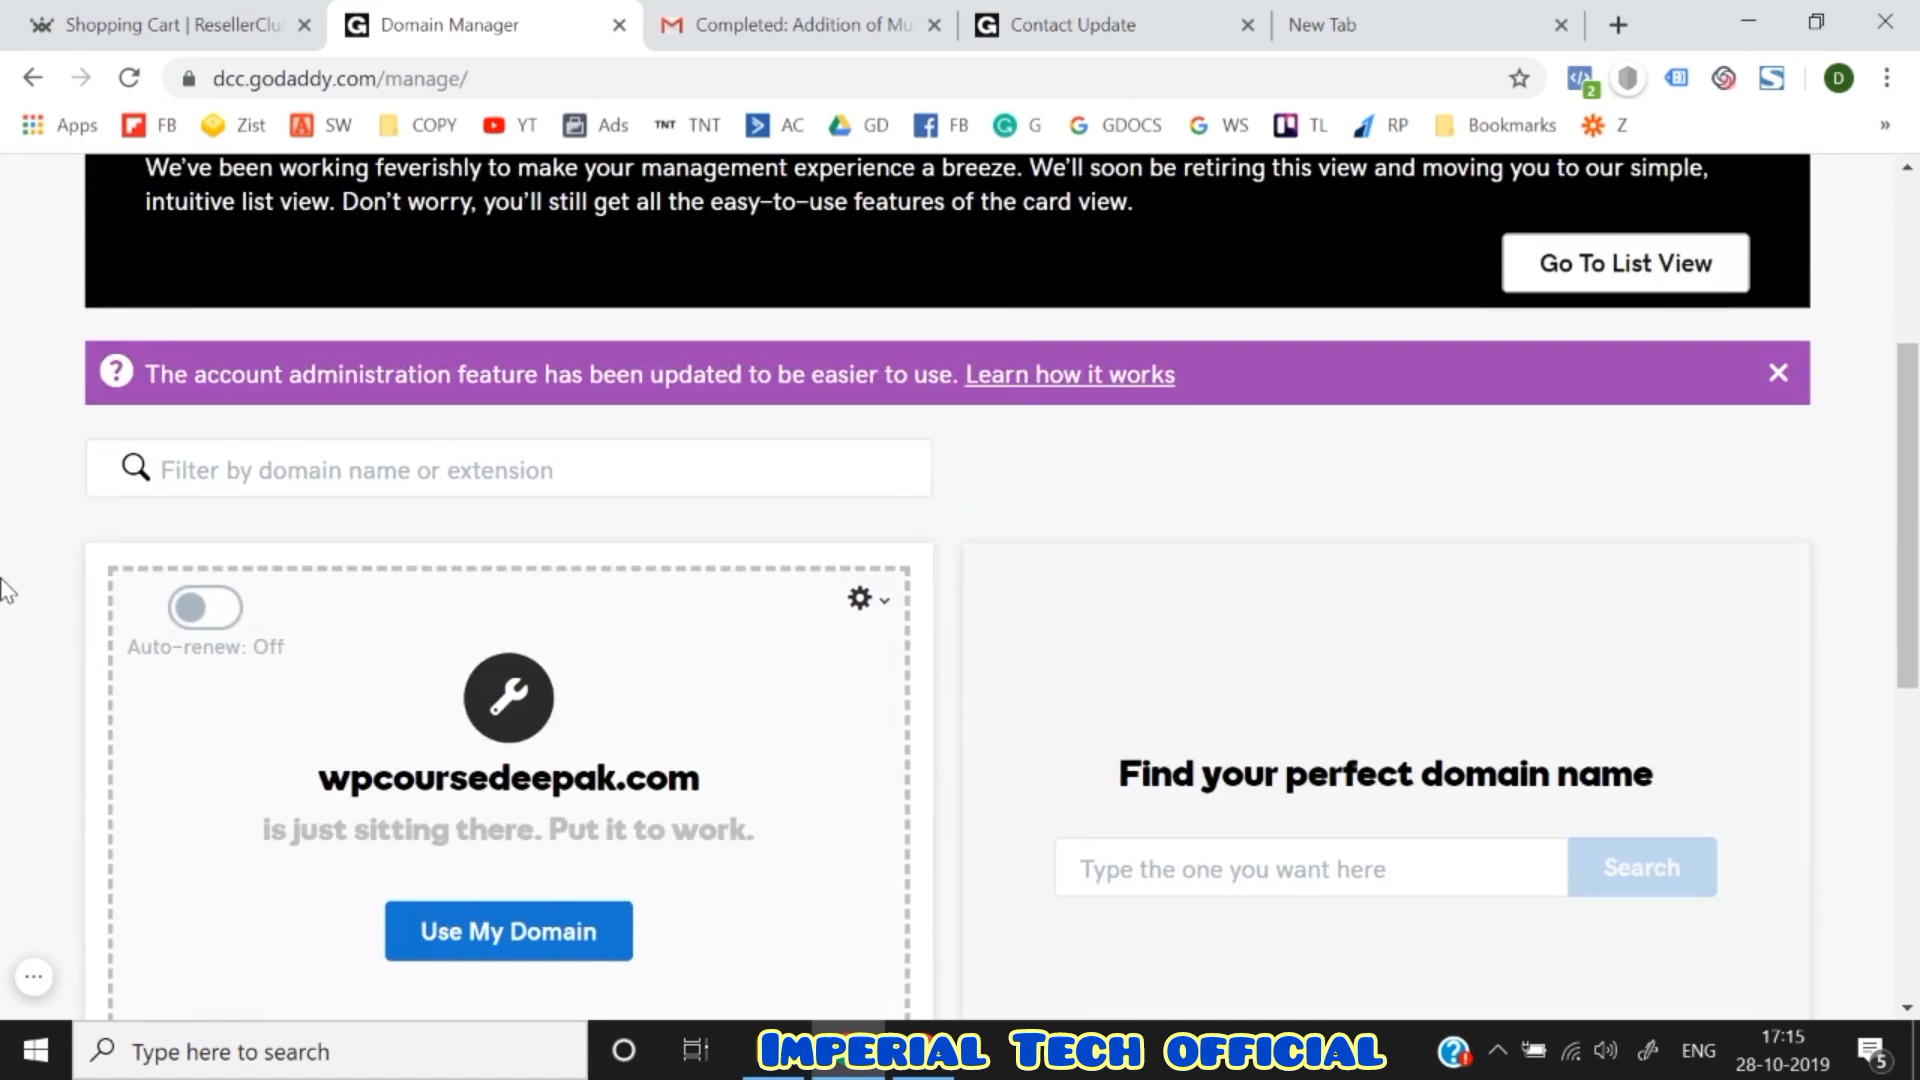 Shopping Cart | ResellerClu
Domain Manager
Completed: Addition of Mu
Contact Update
New Tab
dcc.godaddy.com/manage/
2
D
Apps
FB
Zist
SW
COPY
YT
Ads
TNT TNT
AC
GD
FB
G
GDOCS
WS
TL
RP
Bookmarks
Z
»
We've been working feverishly to make your management experience a breeze. We'll soon be retiring this view and moving you to our simple,
intuitive list view. Don't worry, you'll still get all the easy-to-use features of the card view.
Go To List View
The account administration feature has been updated to be easier to use. Learn how it works
Filter by domain name or extension
Auto-renew: Off
wpcoursedeepak.com
is just sitting there. Put it to work.
Use My Domain
Find your perfect domain name
Type the one you want here
Search
Type here to search
Imperial Tech official
ENG
17:15
28-10-2019
5